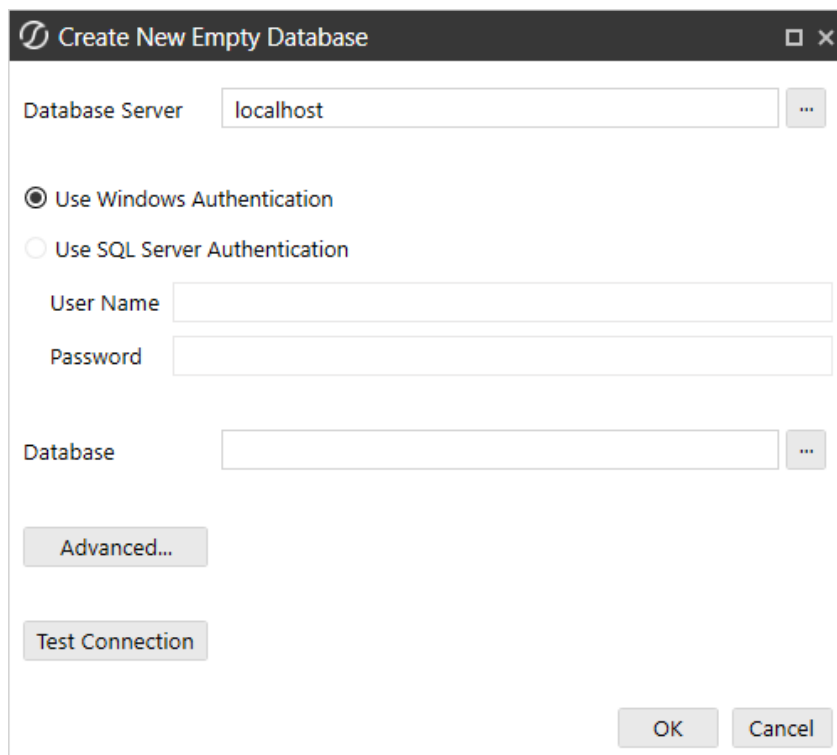 Create New Empty Database
Database Server localhost ...
Use Windows Authentication
Use SQL Server Authentication
User Name
Password
Database ...
Advanced...
Test Connection
OK Cancel